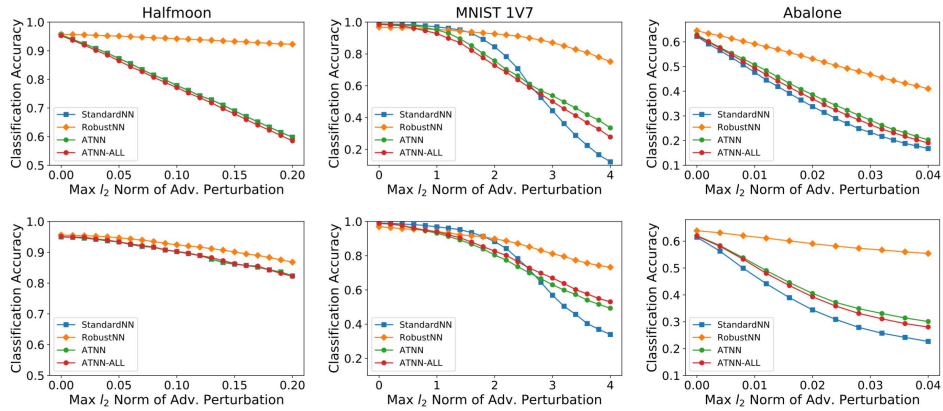 Halfmoon
Classification Accuracy
1.0
0.9
0.8
0.7
0.6
0.5
StandardNN
RobustNN
ATNN
ATNN-ALL
0.00 0.05 0.10 0.15 0.20
Max l2 Norm of Adv. Perturbation
MNIST 1V7
Classification Accuracy
1.0
0.8
0.6
0.4
0.2
StandardNN
RobustNN
ATNN
ATNN-ALL
0 1 2 3 4
Max l2 Norm of Adv. Perturbation
Abalone
Classification Accuracy
0.6
0.5
0.4
0.3
0.2
0.1
StandardNN
RobustNN
ATNN
ATNN-ALL
0.00 0.01 0.02 0.03 0.04
Max l2 Norm of Adv. Perturbation
Classification Accuracy
1.0
0.9
0.8
0.7
0.6
0.5
StandardNN
RobustNN
ATNN
ATNN-ALL
0.00 0.05 0.10 0.15 0.20
Max l2 Norm of Adv. Perturbation
Classification Accuracy
1.0
0.8
0.6
0.4
0.2
StandardNN
RobustNN
ATNN
ATNN-ALL
0 1 2 3 4
Max l2 Norm of Adv. Perturbation
Classification Accuracy
0.6
0.5
0.4
0.3
0.2
0.1
StandardNN
RobustNN
ATNN
ATNN-ALL
0.00 0.01 0.02 0.03 0.04
Max l2 Norm of Adv. Perturbation